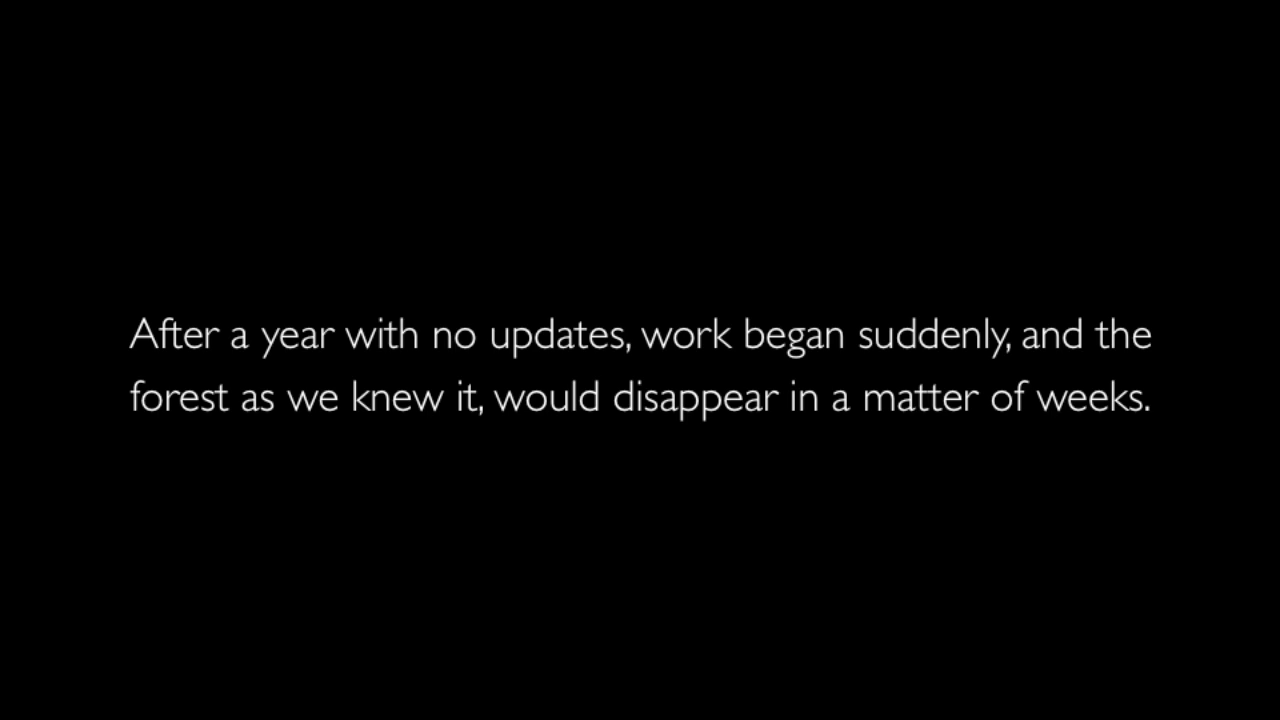 After a year with no updates, work began suddenly, and the
forest as we knew it, would disappear in a matter of weeks.